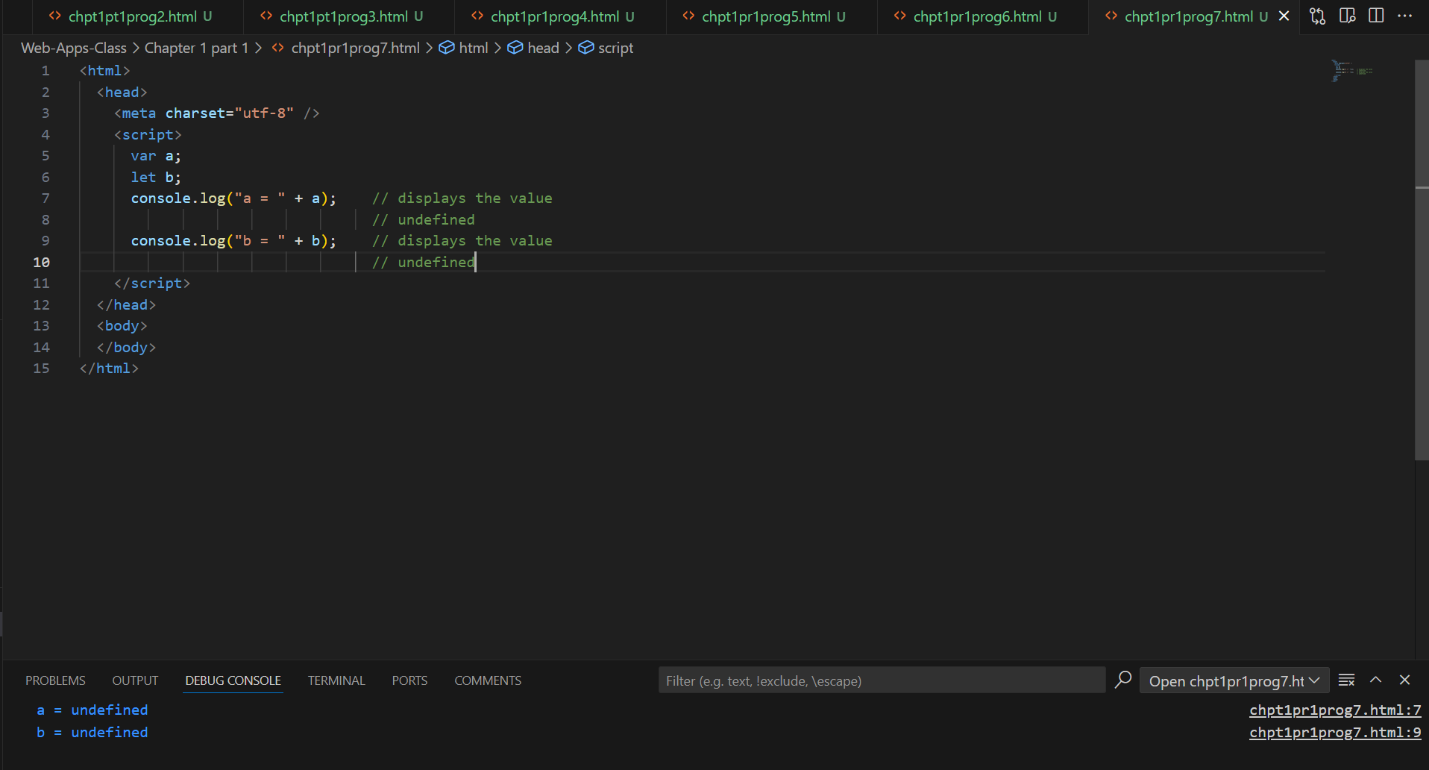 chpt1pt1prog2.html U chpt1pt1prog3.html U chpt1pr1prog4.html U chpt1pr1prog5.html U chpt1pr1prog6.html U chpt1pr1prog7.html U
Web-Apps-Class > Chapter 1 part 1 > chpt1pr1prog7.html > html > head > script
1 <html>
2 <head>
3 <meta charset="utf-8" />
4 <script>
5 var a;
6 let b;
7 console.log("a = " + a); // displays the value
8 // undefined
9 console.log("b = " + b); // displays the value
10 // undefined
11 </script>
12 </head>
13 <body>
14 </body>
15 </html>
PROBLEMS OUTPUT DEBUG CONSOLE TERMINAL PORTS COMMENTS Filter (e.g. text, !exclude, \escape) Open chpt1pr1prog7.ht
a = undefined chpt1pr1prog7.html:7
b = undefined chpt1pr1prog7.html:9